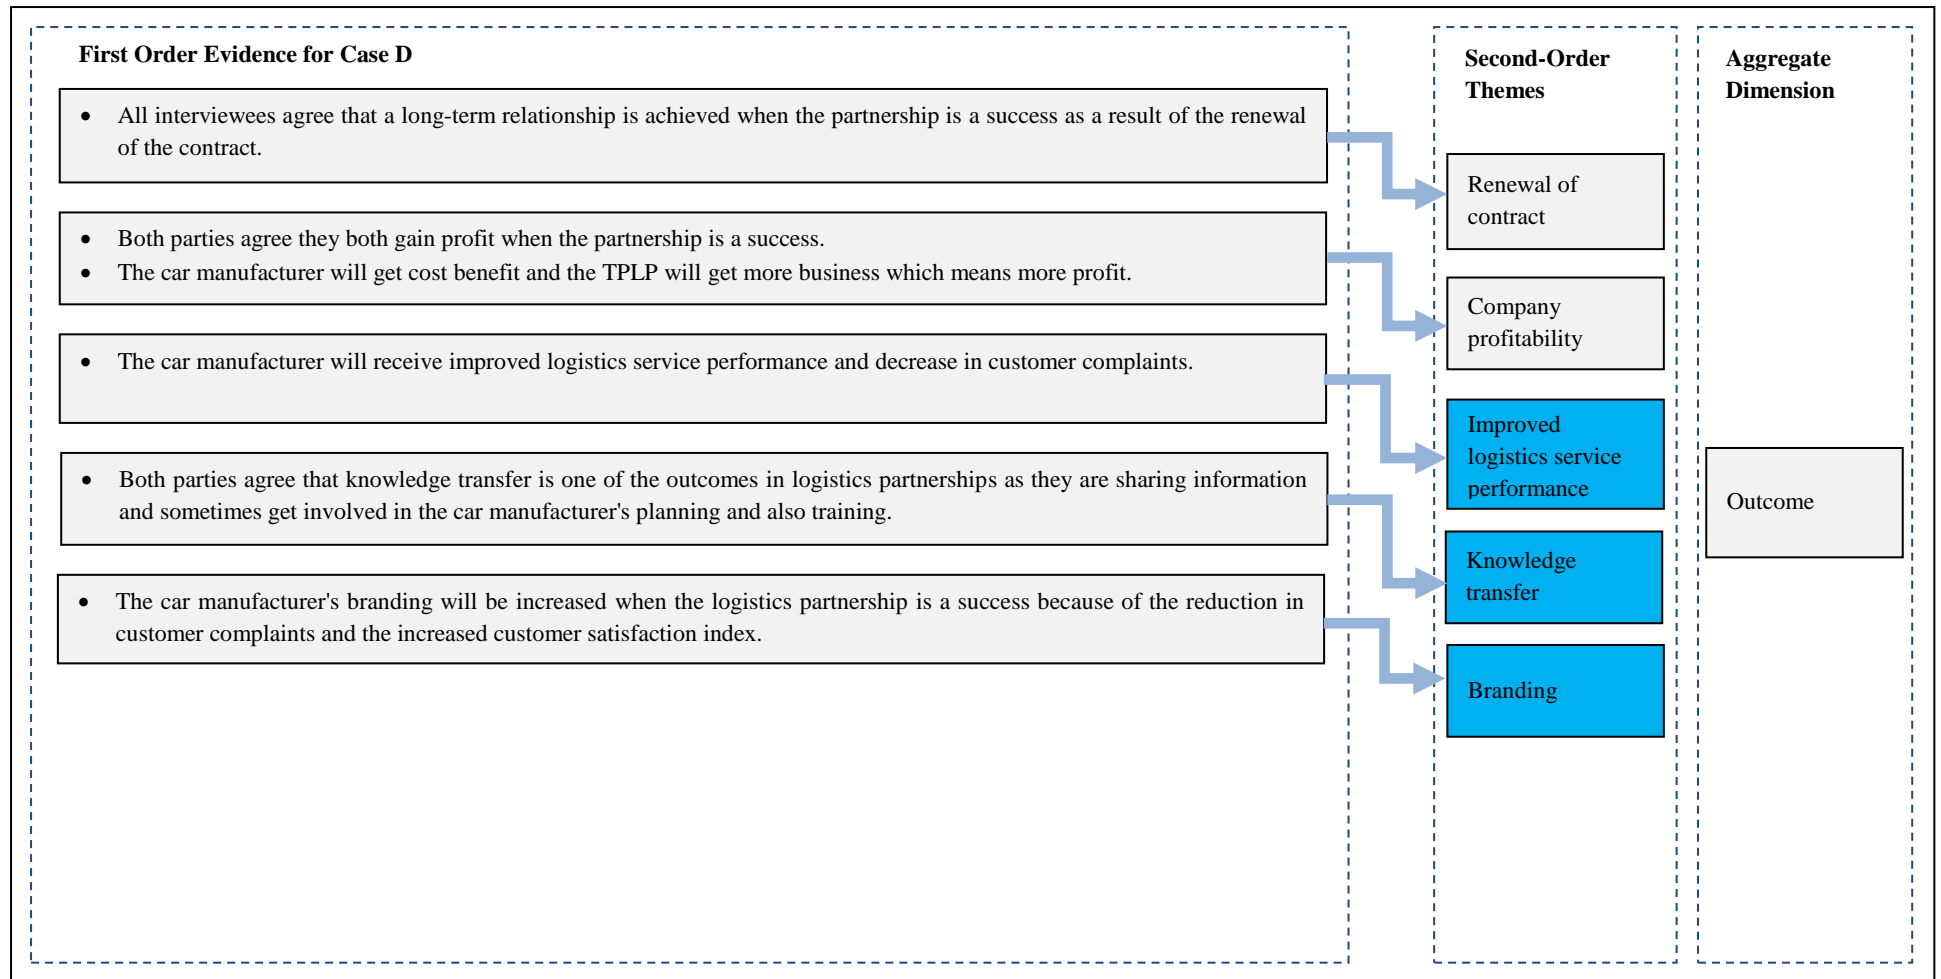 First Order Evidence for Case D
• All interviewees agree that a long-term relationship is achieved when the partnership is a success as a result of the renewal
of the contract.
• Both parties agree they both gain profit when the partnership is a success.
• The car manufacturer will get cost benefit and the TPLP will get more business which means more profit.
• The car manufacturer will receive improved logistics service performance and decrease in customer complaints.
• Both parties agree that knowledge transfer is one of the outcomes in logistics partnerships as they are sharing information
and sometimes get involved in the car manufacturer's planning and also training.
• The car manufacturer's branding will be increased when the logistics partnership is a success because of the reduction in
customer complaints and the increased customer satisfaction index.
Second-Order
Themes
Renewal of
contract
Company
profitability
Improved
logistics service
performance
Knowledge
transfer
Branding
Aggregate
Dimension
Outcome